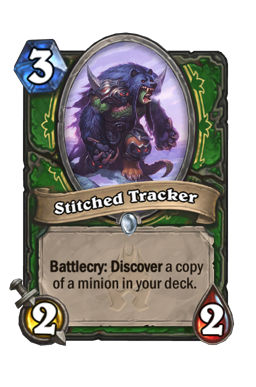 3
Stitched Tracker
Battlecry: Discover a copy
of a minion in your deck.
2 2